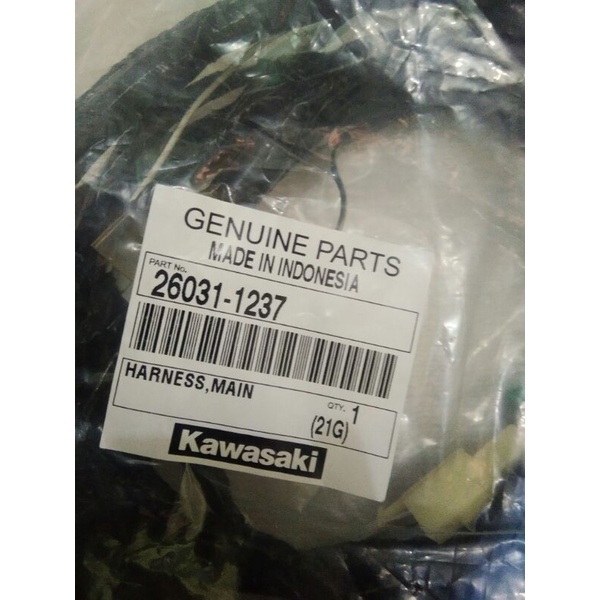 GENUINE PARTS
MADE IN INDONESIA
PART No.
26031-1237
HARNESS,MAIN
QTY. 1
(21G)
Kawasaki